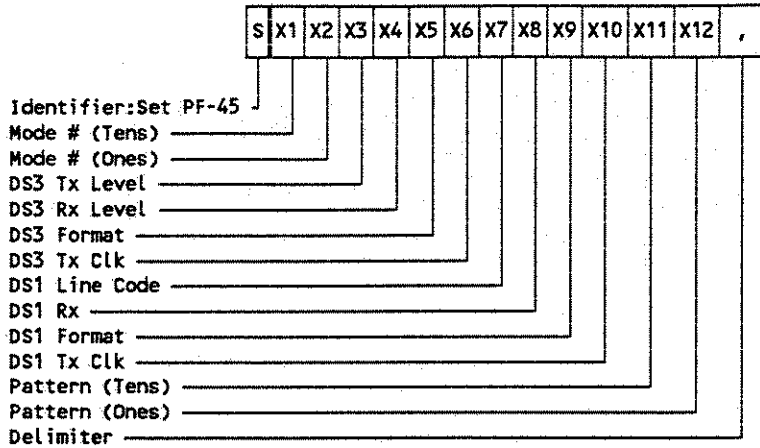 S X1 X2 X3 X4 X5 X6 X7 X8 X9 X10 X11 X12 ,
Identifier:Set PF-45
Mode # (Tens)
Mode # (Ones)
DS3 Tx Level
DS3 Rx Level
DS3 Format
DS3 Tx Clk
DS1 Line Code
DS1 Rx
DS1 Format
DS1 Tx Clk
Pattern (Tens)
Pattern (Ones)
Delimiter